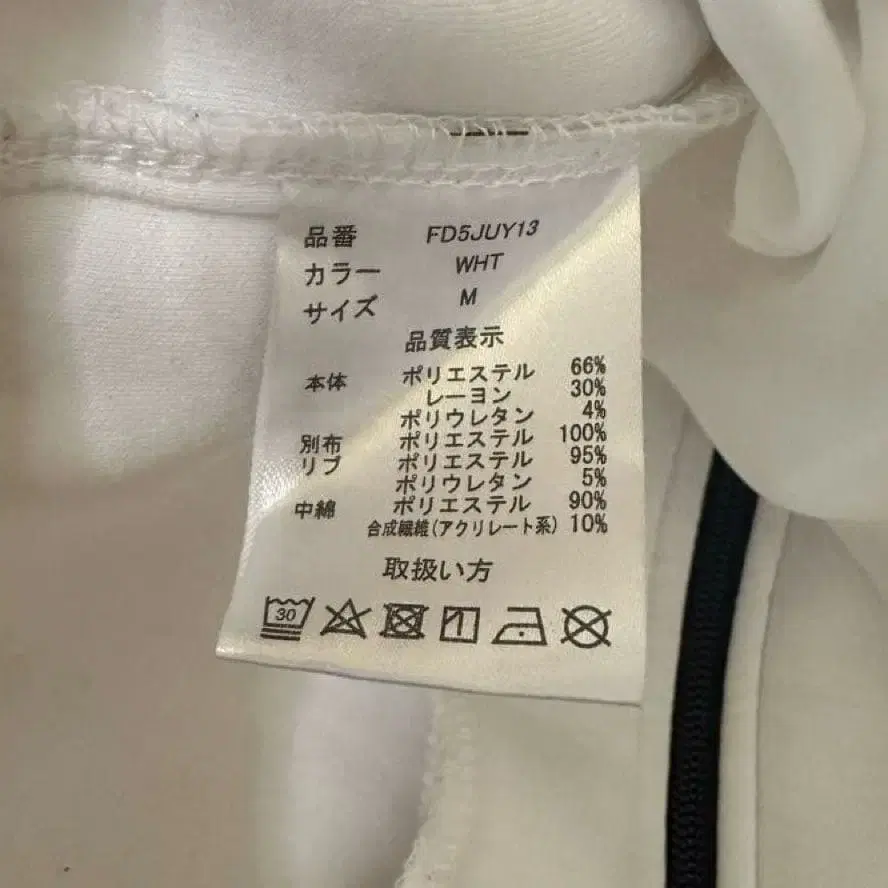 品番 FD5JUY13
カラー WHT
サイズ M
品質表示
本体 ポリエステル 66%
レーヨン 30%
ポリウレタン 4%
別布 ポリエステル 100%
リブ ポリエステル 95%
ポリウレタン 5%
中綿 ポリエステル 90%
合成繊維(アクリレート系) 10%
取扱い方
30